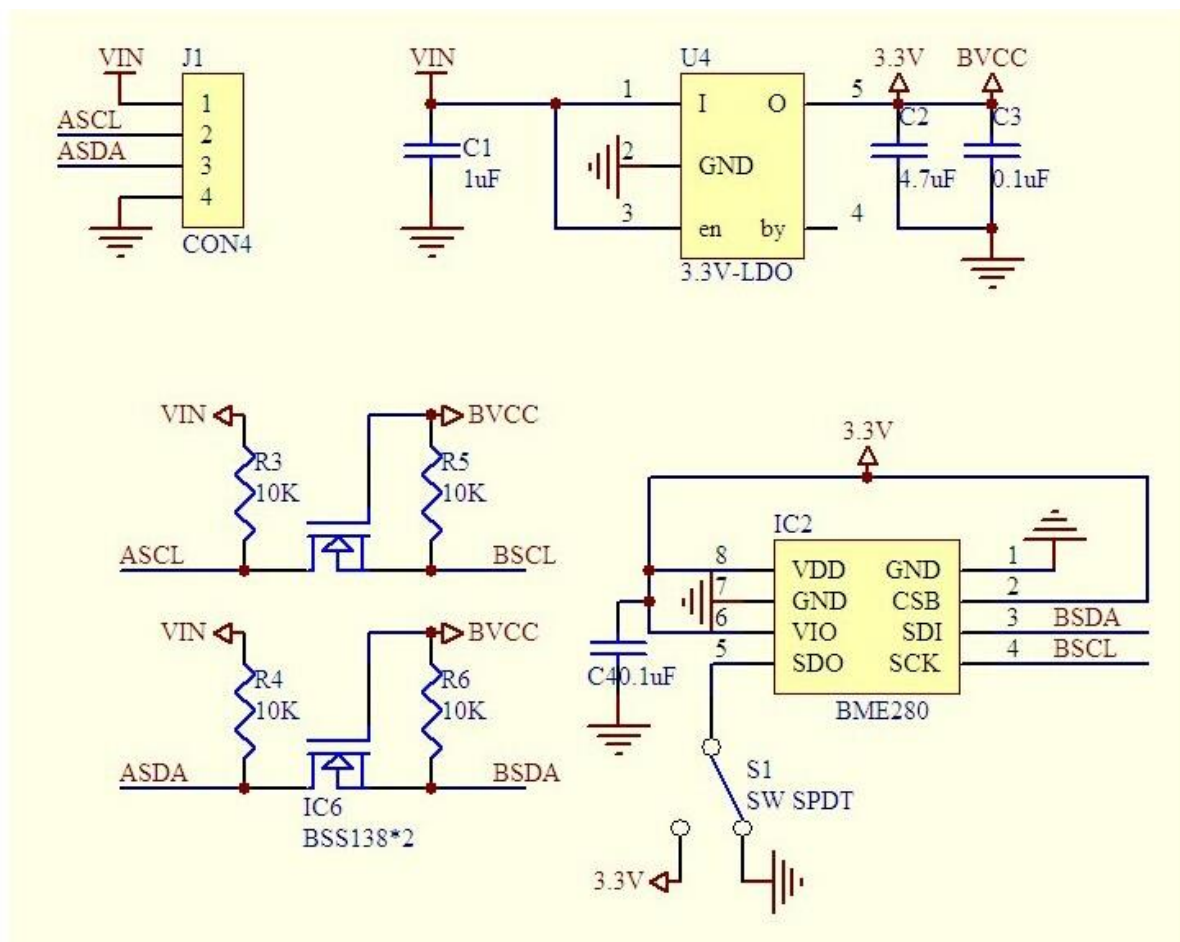 VIN
J1
1
ASCL
2
ASDA
3
4
CON4
VIN
C1
1uF
U4
1
I
O
5
2
GND
3
en
by
4
3.3V-LDO
3.3V
BVCC
C2
C3
4.7uF
0.1uF
VIN
BVCC
R3
10K
R5
10K
ASCL
BSCL
VIN
BVCC
R4
10K
R6
10K
ASDA
BSDA
IC6
BSS138*2
3.3V
IC2
8
VDD
GND
1
7
GND
CSB
2
6
VIO
SDI
3
BSDA
5
SDO
SCK
4
BSCL
C40.1uF
BME280
S1
SW SPDT
3.3V